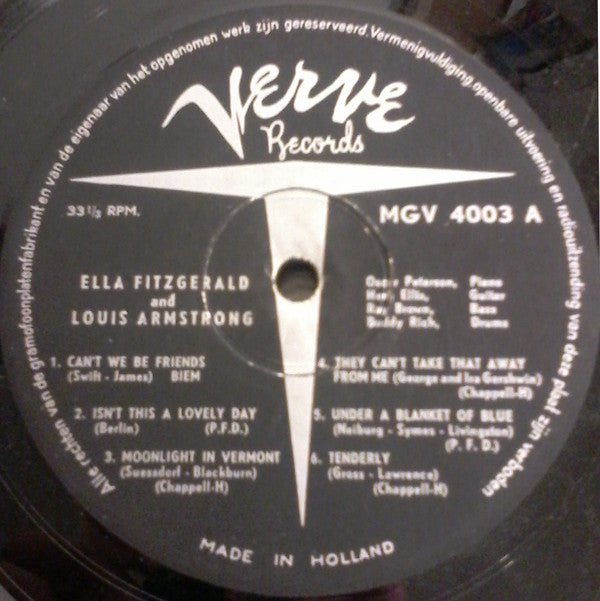 Alle rechten van de gramofoonplatenfabrikant en van de eigenaar van het opgenomen werk zijn gereserveerd. Vermenigvuldiging, openbare uitvoering en radiouitzending van deze plaat zijn verboden
Verve
Records
33 1/3 RPM.
MGV 4003 A
ELLA FITZGERALD
and
LOUIS ARMSTRONG
Oscar Peterson, Piano
Herb Ellis, Guitar
Ray Brown, Bass
Buddy Rich, Drums
1. CAN'T WE BE FRIENDS
(Swift - James) BIEM
2. ISN'T THIS A LOVELY DAY
(Berlin) (P.F.D.)
3. MOONLIGHT IN VERMONT
(Suessdorf - Blackburn)
(Chappell-H)
4. THEY CAN'T TAKE THAT AWAY
FROM ME (George and Ira Gershwin)
(Chappell-H)
5. UNDER A BLANKET OF BLUE
(Neiburg - Symes - Livingston)
(P. F. D.)
6. TENDERLY
(Gross - Lawrence)
(Chappell-H)
MADE IN HOLLAND